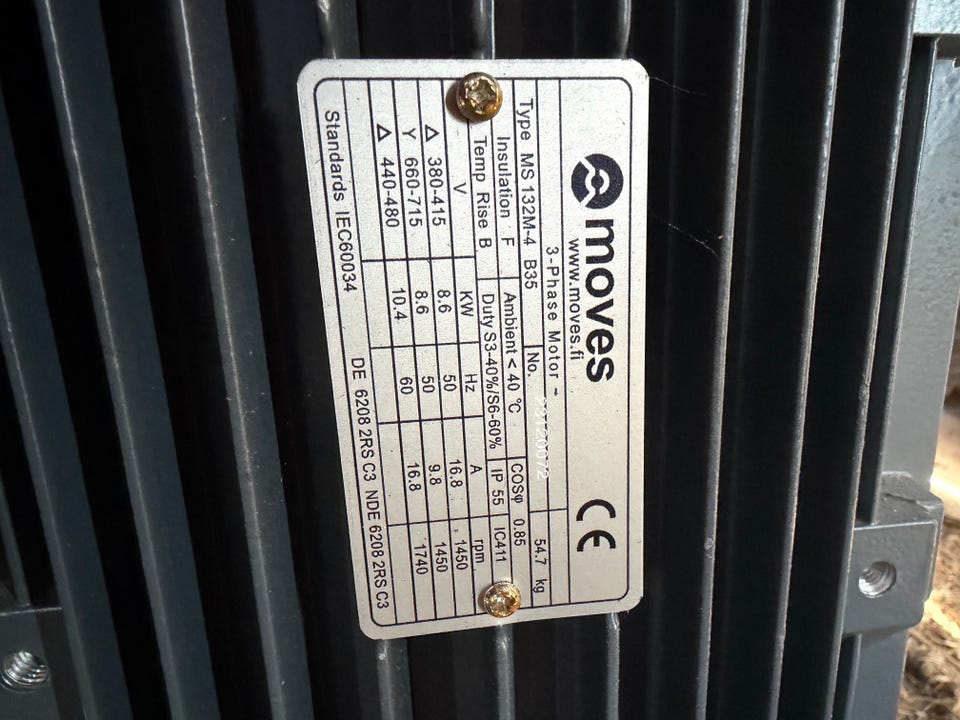 moves
www.moves.fi
CE
3-Phase Motor ~
Type MS 132M-4 B35 No. 23120072 54.7 kg
Insulation F Ambient < 40 °C COSφ 0.85
Temp Rise B Duty S3-40%/S6-60% IP 55 IC411
V KW Hz A rpm
Δ 380-415 8.6 50 16.8 1450
Y 660-715 8.6 50 9.8 1450
Δ 440-480 10.4 60 16.8 1740
Standards IEC60034 DE 6208 2RS C3 NDE 6208 2RS C3